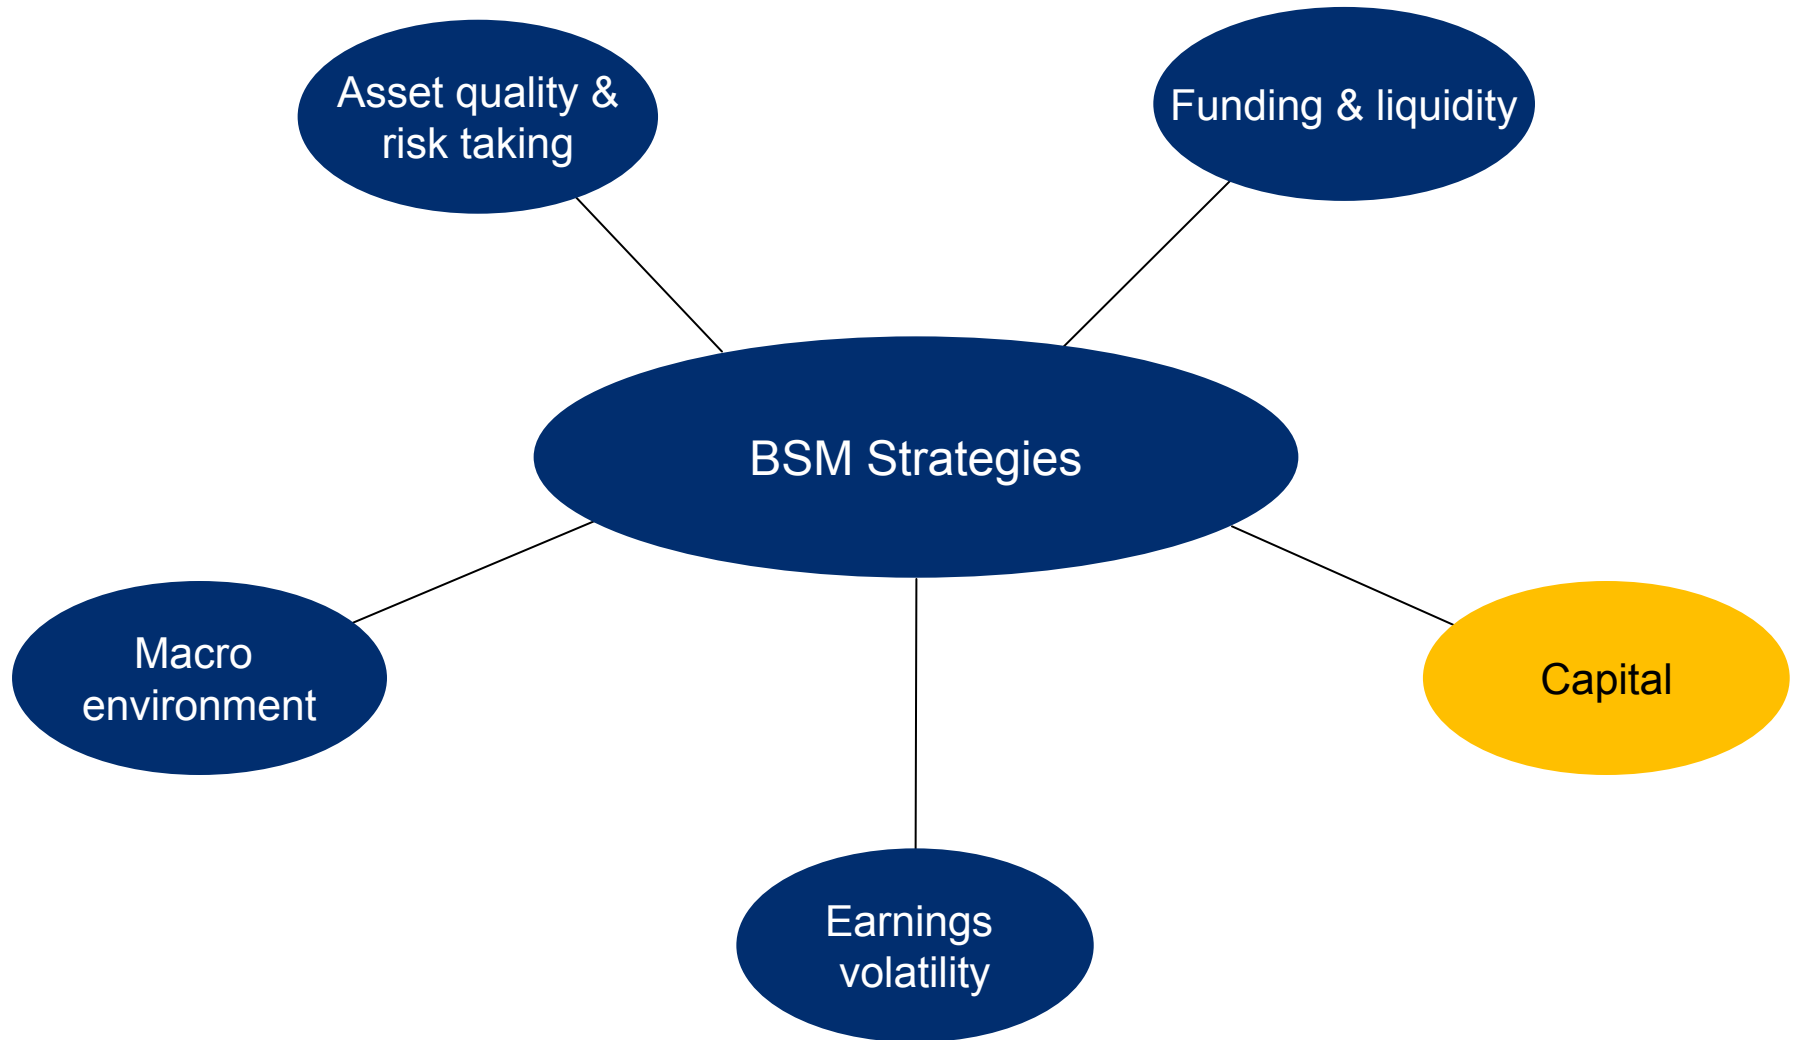 Asset quality &
risk taking
Funding & liquidity
BSM Strategies
Macro
environment
Capital
Earnings
volatility